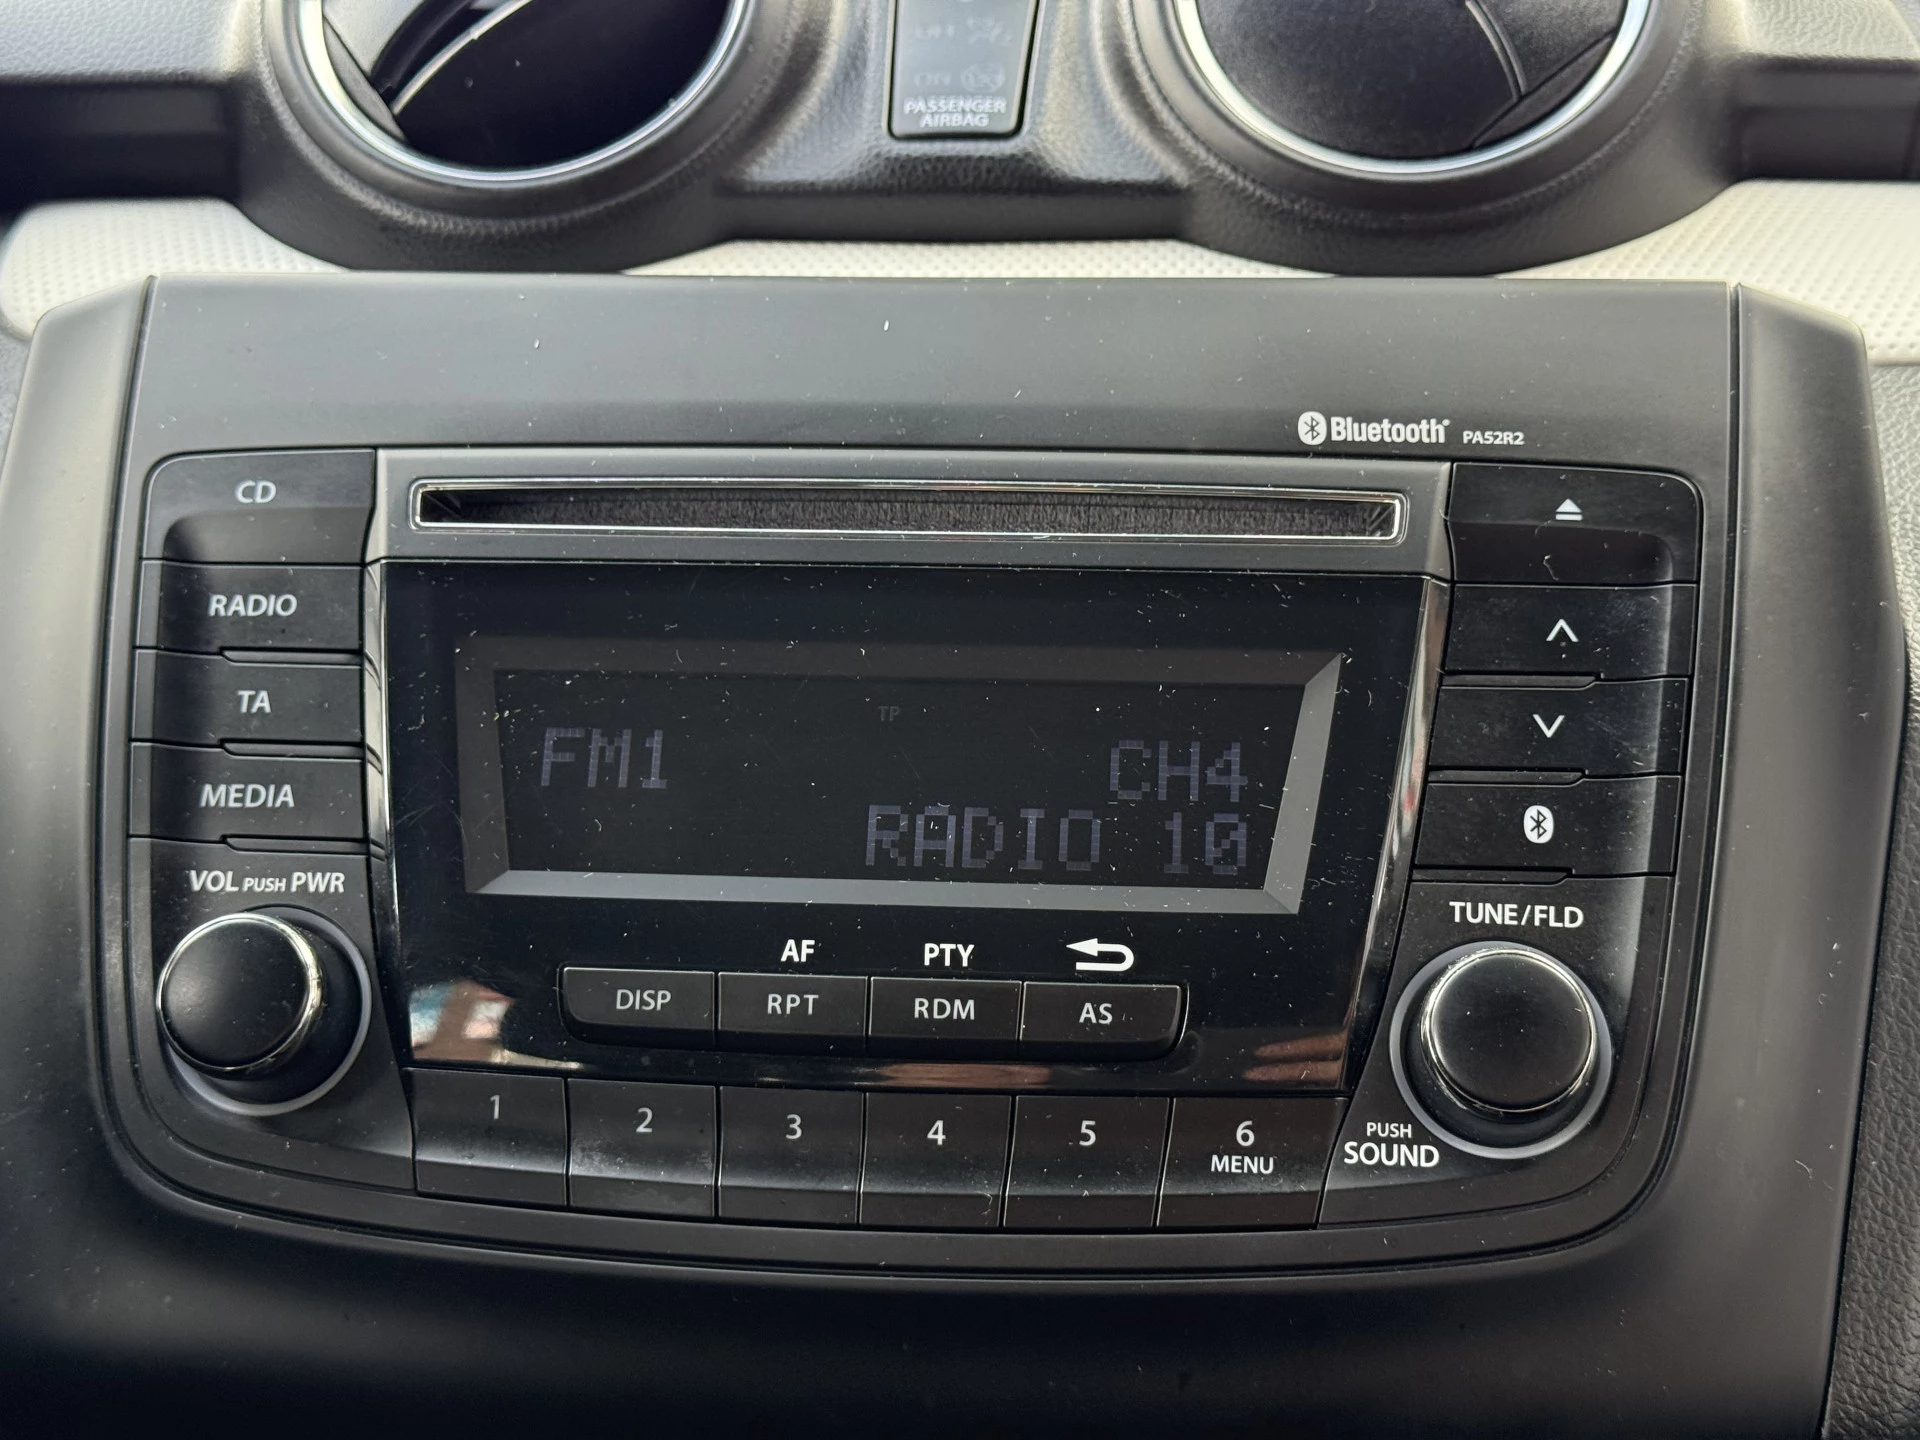 PASSENGER
AIRBAG
Bluetooth® PA52R2
CD
RADIO
TA
MEDIA
VOL PUSH PWR
TP
FM1 CH4
RADIO 10
TUNE/FLD
AF PTY
DISP RPT RDM AS
1 2 3 4 5 6
MENU
PUSH
SOUND